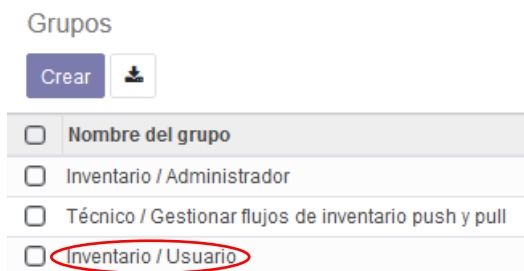 Grupos
Crear
Nombre del grupo
Inventario / Administrador
Técnico / Gestionar flujos de inventario push y pull
Inventario / Usuario